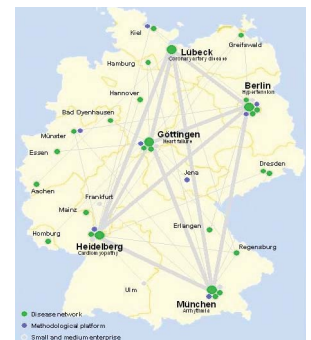 Kiel
Greifswald
Lübeck
Coronary artery disease
Hamburg
Berlin
Hypertension
Hannover
Bad Oyenhausen
Münster
Göttingen
Heart failure
Essen
Dresden
Jena
Aachen
Frankfurt
Mainz
Erlangen
Homburg
Regensburg
Heidelberg
Cardiomyopathy
Ulm
München
Arrhythmia
Disease network
Methodological platform
Small and medium enterprise